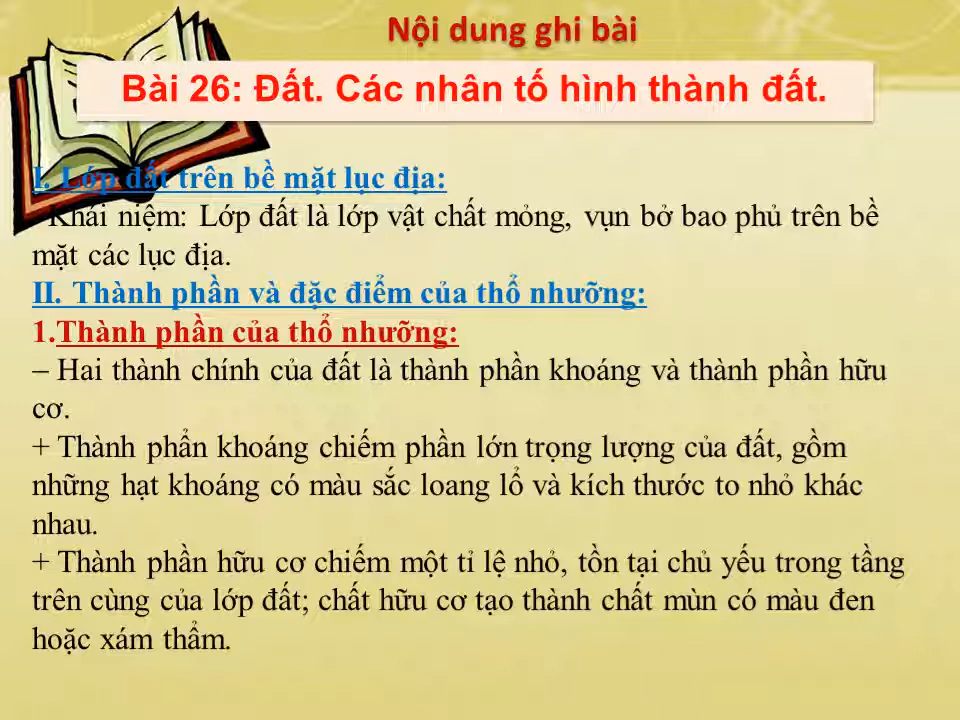 Nội dung ghi bài
Bài 26: Đất. Các nhân tố hình thành đất.
I. Lớp đất trên bề mặt lục địa:
Khái niệm: Lớp đất là lớp vật chất mỏng, vụn bở bao phủ trên bề
mặt các lục địa.
II. Thành phần và đặc điểm của thổ nhưỡng:
1.Thành phần của thổ nhưỡng:
– Hai thành chính của đất là thành phần khoáng và thành phần hữu
cơ.
+ Thành phẩn khoáng chiếm phần lớn trọng lượng của đất, gồm
những hạt khoáng có màu sắc loang lổ và kích thước to nhỏ khác
nhau.
+ Thành phần hữu cơ chiếm một tỉ lệ nhỏ, tồn tại chủ yếu trong tầng
trên cùng của lớp đất; chất hữu cơ tạo thành chất mùn có màu đen
hoặc xám thẩm.